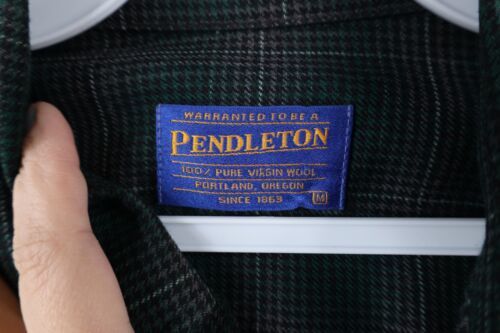 WARRANTED TO BE A
PENDLETON
100% PURE VIRGIN WOOL
PORTLAND, OREGON
SINCE 1863 M